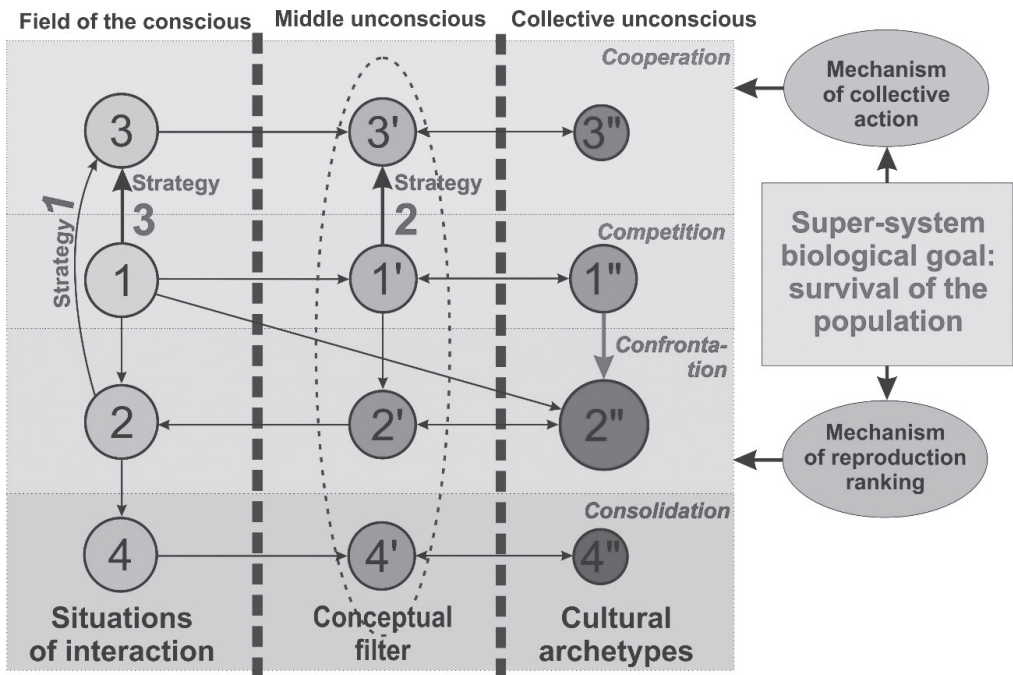 Field of the conscious
Middle unconscious
Collective unconscious
Cooperation
3
3'
3"
Strategy
3
Strategy
2
Strategy 1
Competition
1
1'
1"
Confronta-
tion
2
2'
2"
Consolidation
4
4'
4"
Situations
of interaction
Conceptual
filter
Cultural
archetypes
Mechanism
of collective
action
Super-system
biological goal:
survival of the
population
Mechanism
of reproduction
ranking